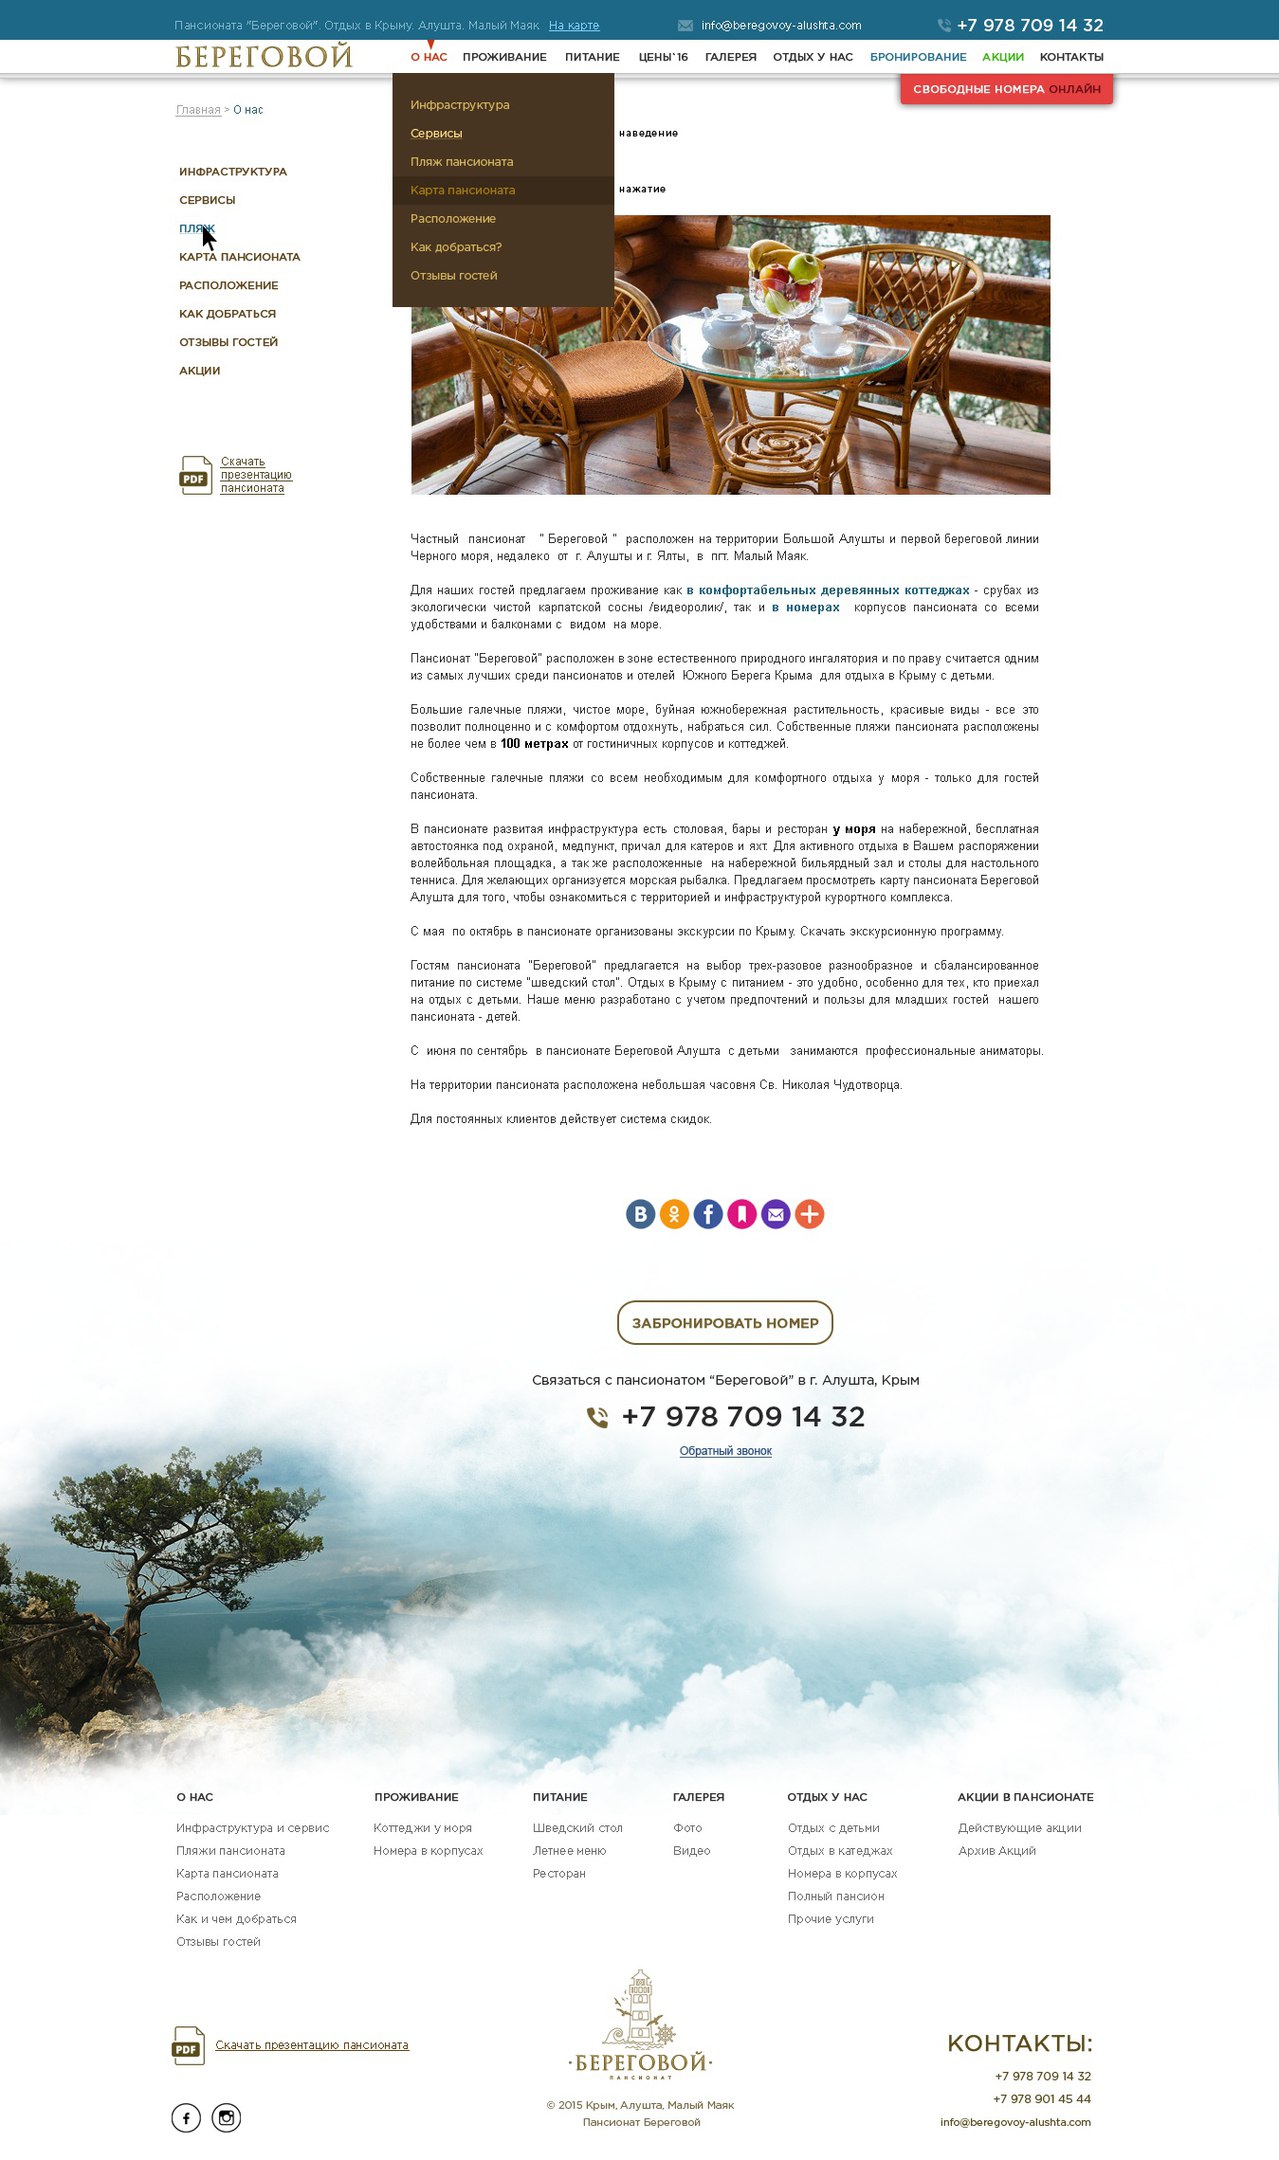 Пансионата "Береговой". Отдых в Крыму. Алушта. Малый Маяк На карте info@beregovoy-alushta.com +7 978 709 14 32
БЕРЕГОВОЙ О НАС ПРОЖИВАНИЕ ПИТАНИЕ ЦЕНЫ`16 ГАЛЕРЕЯ ОТДЫХ У НАС БРОНИРОВАНИЕ АКЦИИ КОНТАКТЫ
СВОБОДНЫЕ НОМЕРА ОНЛАЙН
Главная > О нас
Инфраструктура
Сервисы
Пляж пансионата
Карта пансионата
Расположение
Как добраться?
Отзывы гостей
наведение
нажатие
ИНФРАСТРУКТУРА
СЕРВИСЫ
ПЛЯЖ
КАРТА ПАНСИОНАТА
РАСПОЛОЖЕНИЕ
КАК ДОБРАТЬСЯ
ОТЗЫВЫ ГОСТЕЙ
АКЦИИ
PDF
Скачать
презентацию
пансионата
Частный пансионат " Береговой " расположен на территории Большой Алушты и первой береговой линии
Черного моря, недалеко от г. Алушты и г. Ялты, в пгт. Малый Маяк.
Для наших гостей предлагаем проживание как в комфортабельных деревянных коттеджах - срубах из
экологически чистой карпатской сосны /видеоролик/, так и в номерах корпусов пансионата со всеми
удобствами и балконами с видом на море.
Пансионат "Береговой" расположен в зоне естественного природного ингалятория и по праву считается одним
из самых лучших среди пансионатов и отелей Южного Берега Крыма для отдыха в Крыму с детьми.
Большие галечные пляжи, чистое море, буйная южнобережная растительность, красивые виды - все это
позволит полноценно и с комфортом отдохнуть, набраться сил. Собственные пляжи пансионата расположены
не более чем в 100 метрах от гостиничных корпусов и коттеджей.
Собственные галечные пляжи со всем необходимым для комфортного отдыха у моря - только для гостей
пансионата.
В пансионате развитая инфраструктура есть столовая, бары и ресторан у моря на набережной, бесплатная
автостоянка под охраной, медпункт, причал для катеров и яхт. Для активного отдыха в Вашем распоряжении
волейбольная площадка, а так же расположенные на набережной бильярдный зал и столы для настольного
тенниса. Для желающих организуется морская рыбалка. Предлагаем просмотреть карту пансионата Береговой
Алушта для того, чтобы ознакомиться с территорией и инфраструктурой курортного комплекса.
С мая по октябрь в пансионате организованы экскурсии по Крыму. Скачать экскурсионную программу.
Гостям пансионата "Береговой" предлагается на выбор трех-разовое разнообразное и сбалансированное
питание по системе "шведский стол". Отдых в Крыму с питанием - это удобно, особенно для тех, кто приехал
на отдых с детьми. Наше меню разработано с учетом предпочтений и пользы для младших гостей нашего
пансионата - детей.
С июня по сентябрь в пансионате Береговой Алушта с детьми занимаются профессиональные аниматоры.
На территории пансионата расположена небольшая часовня Св. Николая Чудотворца.
Для постоянных клиентов действует система скидок.
ЗАБРОНИРОВАТЬ НОМЕР
Связаться с пансионатом “Береговой” в г. Алушта, Крым
+7 978 709 14 32
Обратный звонок
О НАС ПРОЖИВАНИЕ ПИТАНИЕ ГАЛЕРЕЯ ОТДЫХ У НАС АКЦИИ В ПАНСИОНАТЕ
Инфраструктура и сервис Коттеджи у моря Шведский стол Фото Отдых с детьми Действующие акции
Пляжи пансионата Номера в корпусах Летнее меню Видео Отдых в катеджах Архив Акций
Карта пансионата Ресторан Номера в корпусах
Расположение Полный пансион
Как и чем добраться Прочие услуги
Отзывы гостей
PDF Скачать презентацию пансионата
·БЕРЕГОВОЙ·
ПАНСИОНАТ
© 2015 Крым, Алушта, Малый Маяк
Пансионат Береговой
КОНТАКТЫ:
+7 978 709 14 32
+7 978 901 45 44
info@beregovoy-alushta.com